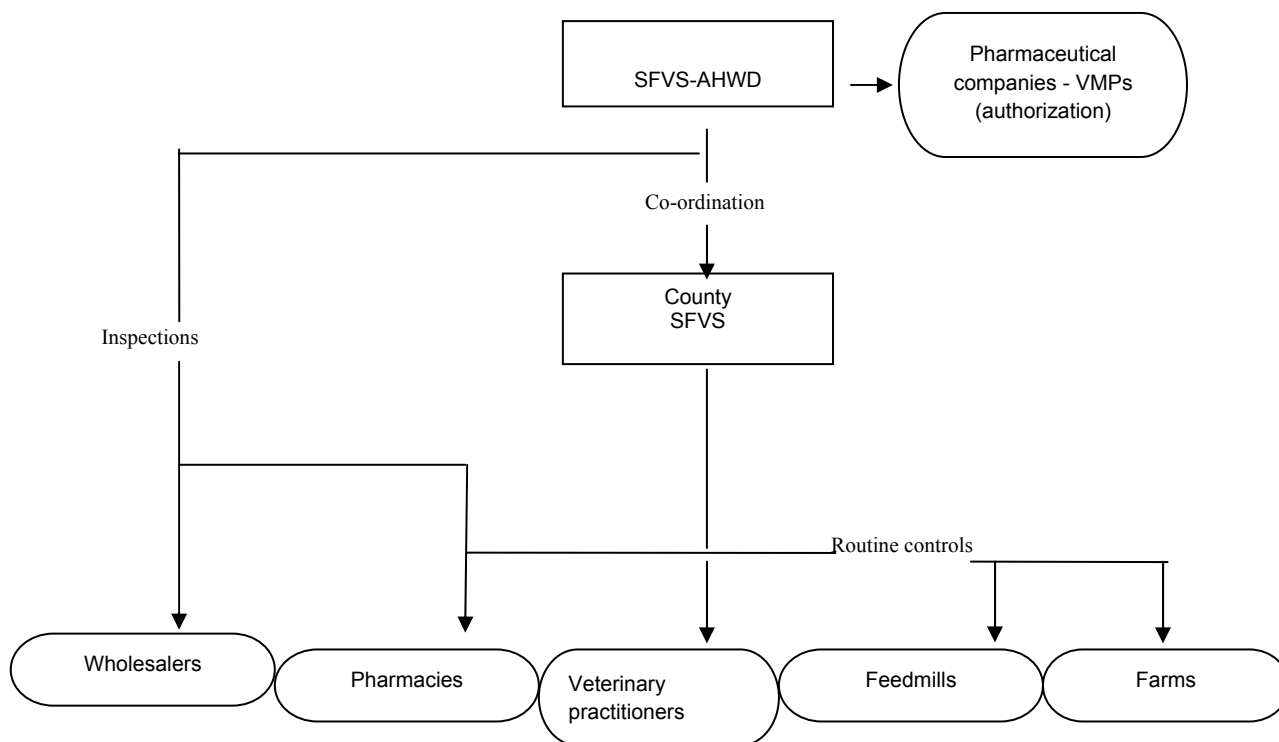 SFVS-AHWD
Pharmaceutical
companies - VMPs
(authorization)
Co-ordination
County
SFVS
Inspections
Routine controls
Wholesalers
Pharmacies
Veterinary
practitioners
Feedmills
Farms